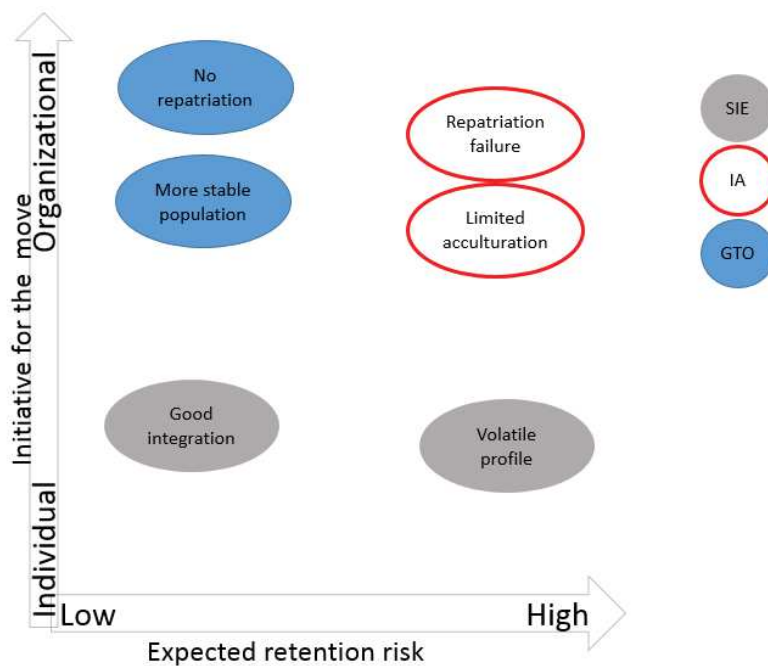 No
repatriation
More stable
population
Repatriation
failure
Limited
acculturation
SIE
IA
GTO
Initiative for the move
Organizational
Individual
Good
integration
Volatile
profile
Low
High
Expected retention risk